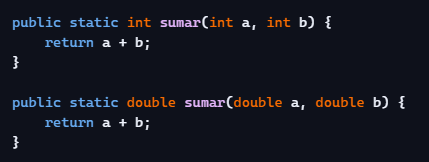 public static int sumar(int a, int b) {
    return a + b;
}

public static double sumar(double a, double b) {
    return a + b;
}